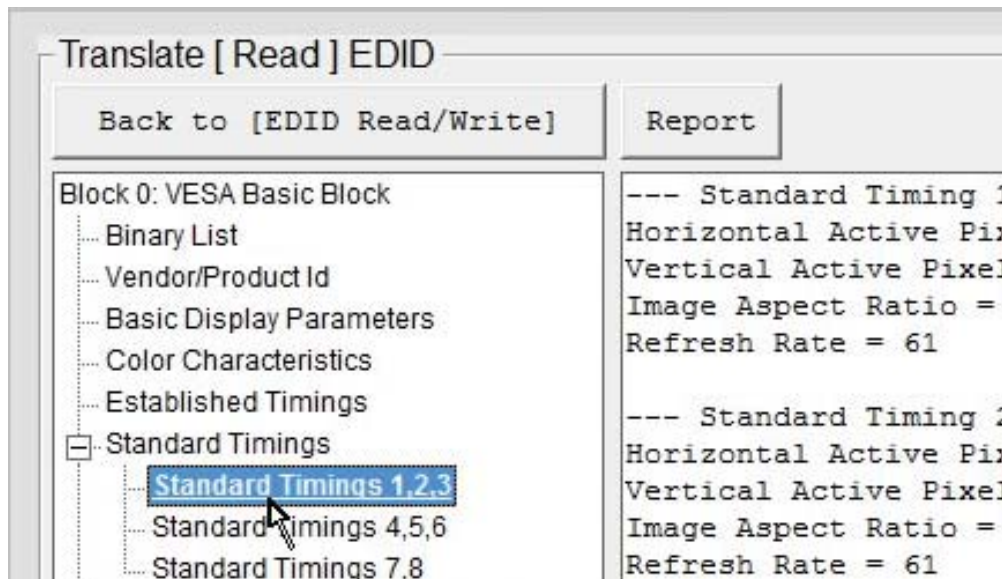 Translate [ Read ] EDID
Back to [EDID Read/Write]
Report
Block 0: VESA Basic Block
Binary List
Vendor/Product Id
Basic Display Parameters
Color Characteristics
Established Timings
Standard Timings
Standard Timings 1,2,3
Standard Timings 4,5,6
Standard Timings 7,8
--- Standard Timing
Horizontal Active
Vertical Active
Image Aspect Ratio =
Refresh Rate = 61
--- Standard Timing
Horizontal Active
Vertical Active
Image Aspect Ratio =
Refresh Rate = 61